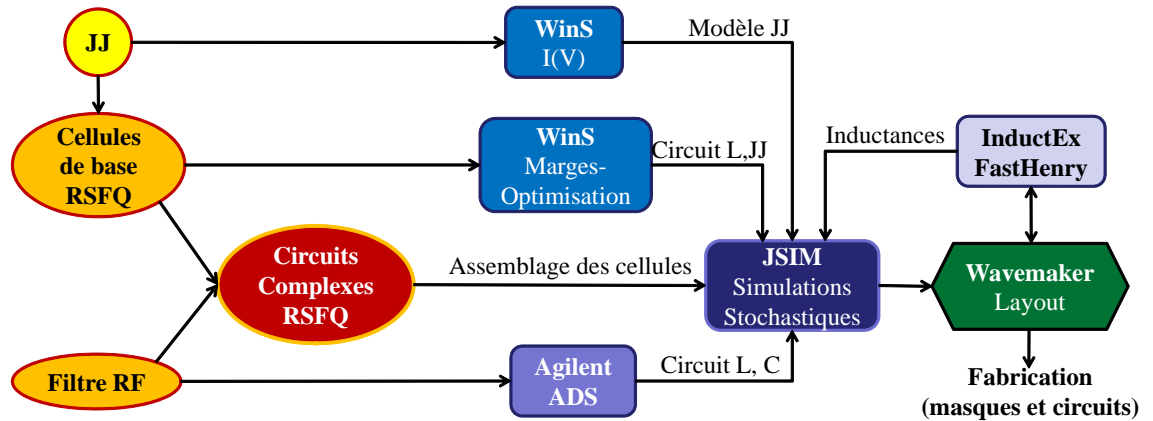 JJ
WinS
I(V)
Modèle JJ
Cellules
de base
RSFQ
WinS
Marges-
Optimisation
Circuit L,JJ
Inductances
InductEx
FastHenry
Circuits
Complexes
RSFQ
Assemblage des cellules
JSIM
Simulations
Stochastiques
Wavemaker
Layout
Filtre RF
Agilent
ADS
Circuit L, C
Fabrication
(masques et circuits)